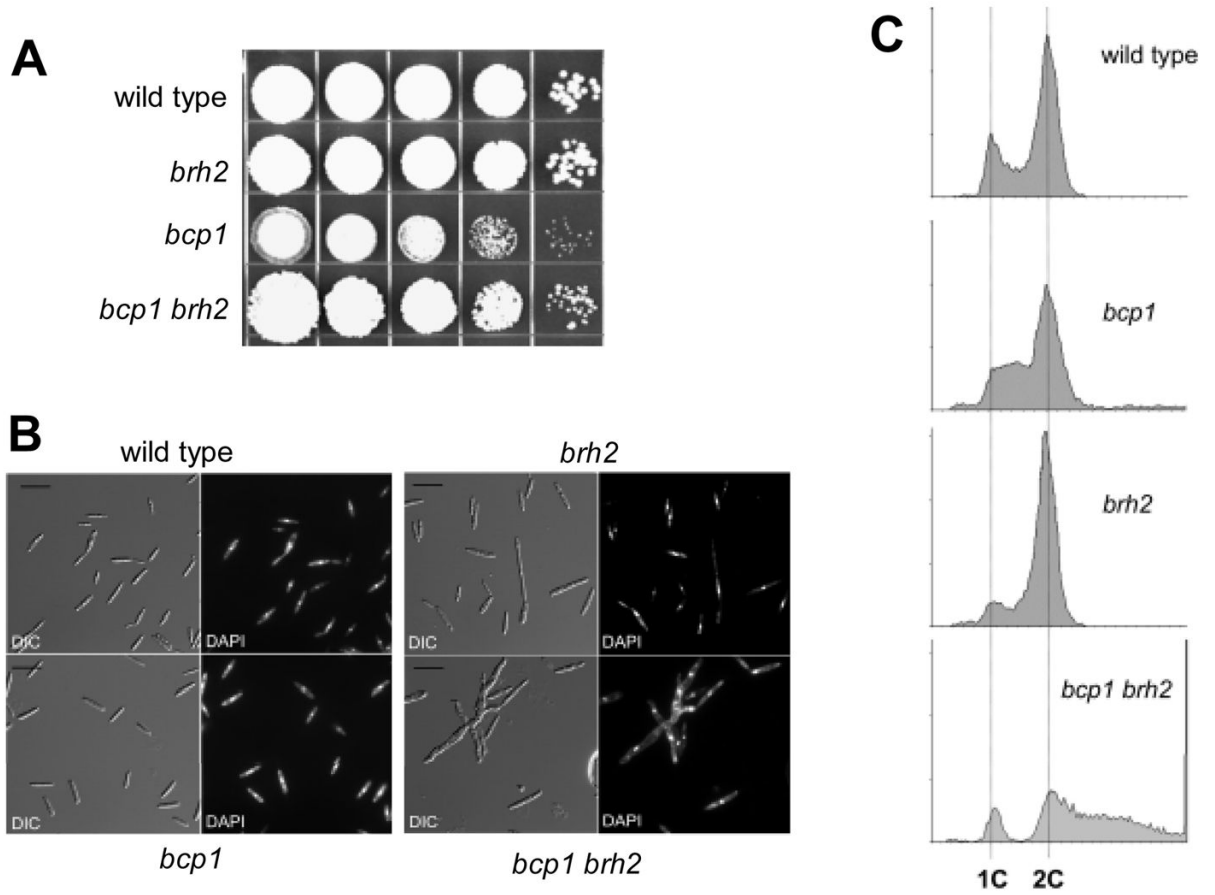 A
wild type
brh2
bcp1
bcp1 brh2
B
wild type
brh2
DIC
DAPI
DIC
DAPI
DIC
DAPI
DIC
DAPI
bcp1
bcp1 brh2
C
wild type
bcp1
brh2
bcp1 brh2
1C
2C